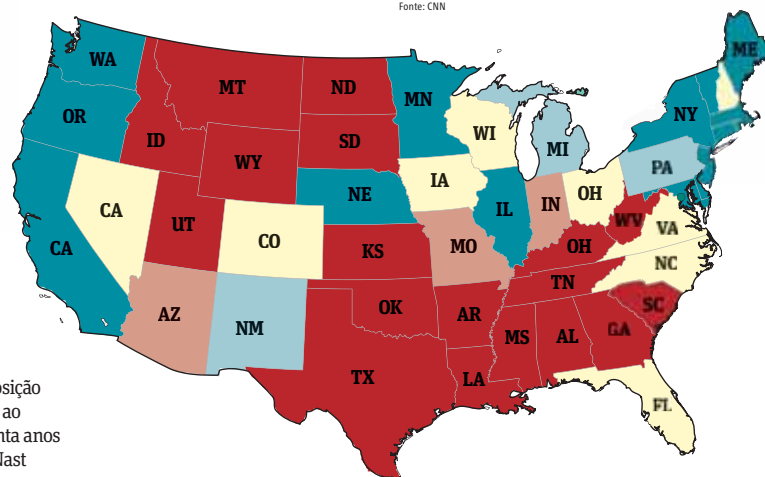 Fonte: CNN
ME
WA
MT
ND
MN
OR
NY
WI
ID
SD
MI
WY
PA
IA
NE
CA
OH
IL
IN
UT
WV
CO
VA
CA
MO
OH
KS
NC
TN
SC
OK
AZ
AR
NM
GA
MS
AL
TX
LA
osição
ao
nta anos
Nast
FL